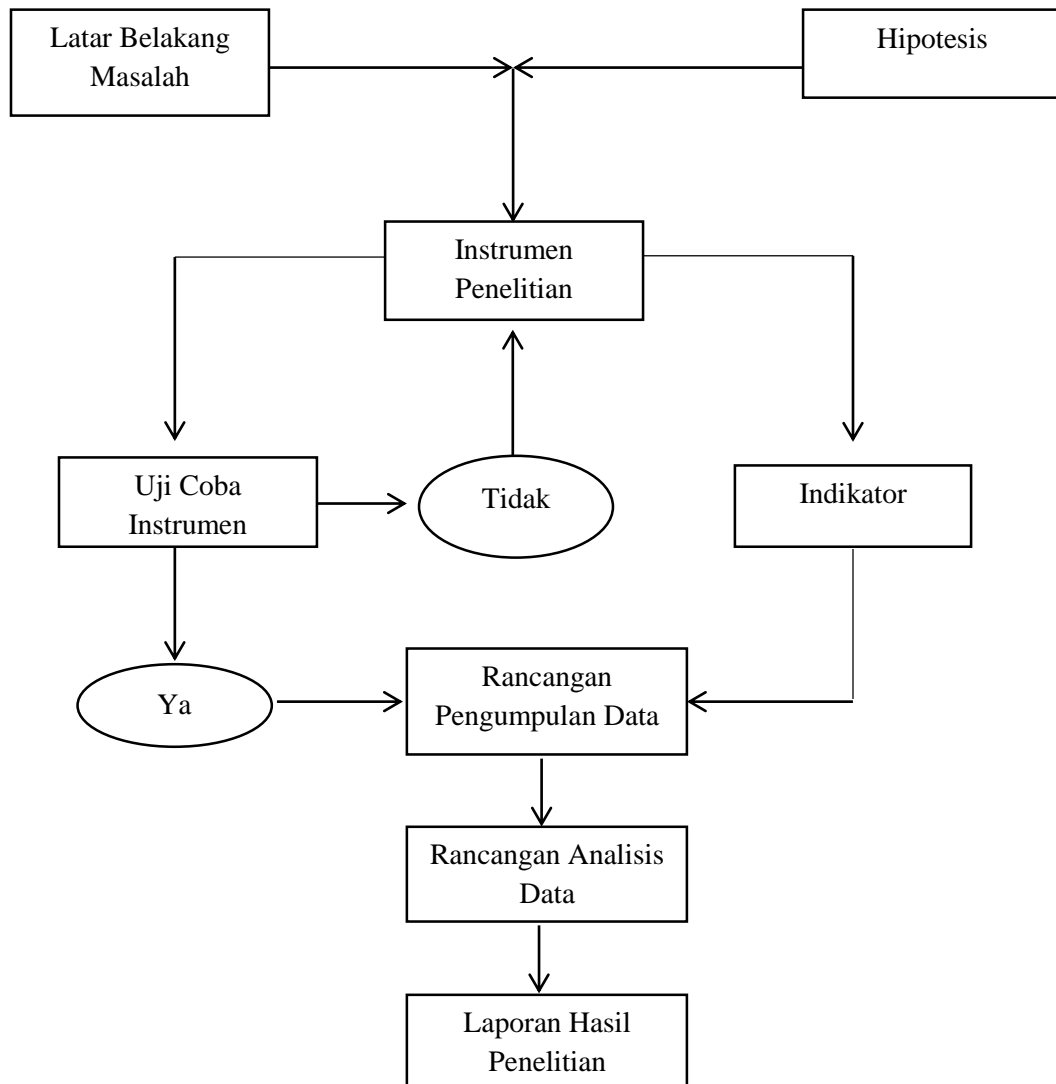 Latar Belakang
Masalah
Hipotesis
Instrumen
Penelitian
Uji Coba
Instrumen
Tidak
Indikator
Ya
Rancangan
Pengumpulan Data
Rancangan Analisis
Data
Laporan Hasil
Penelitian